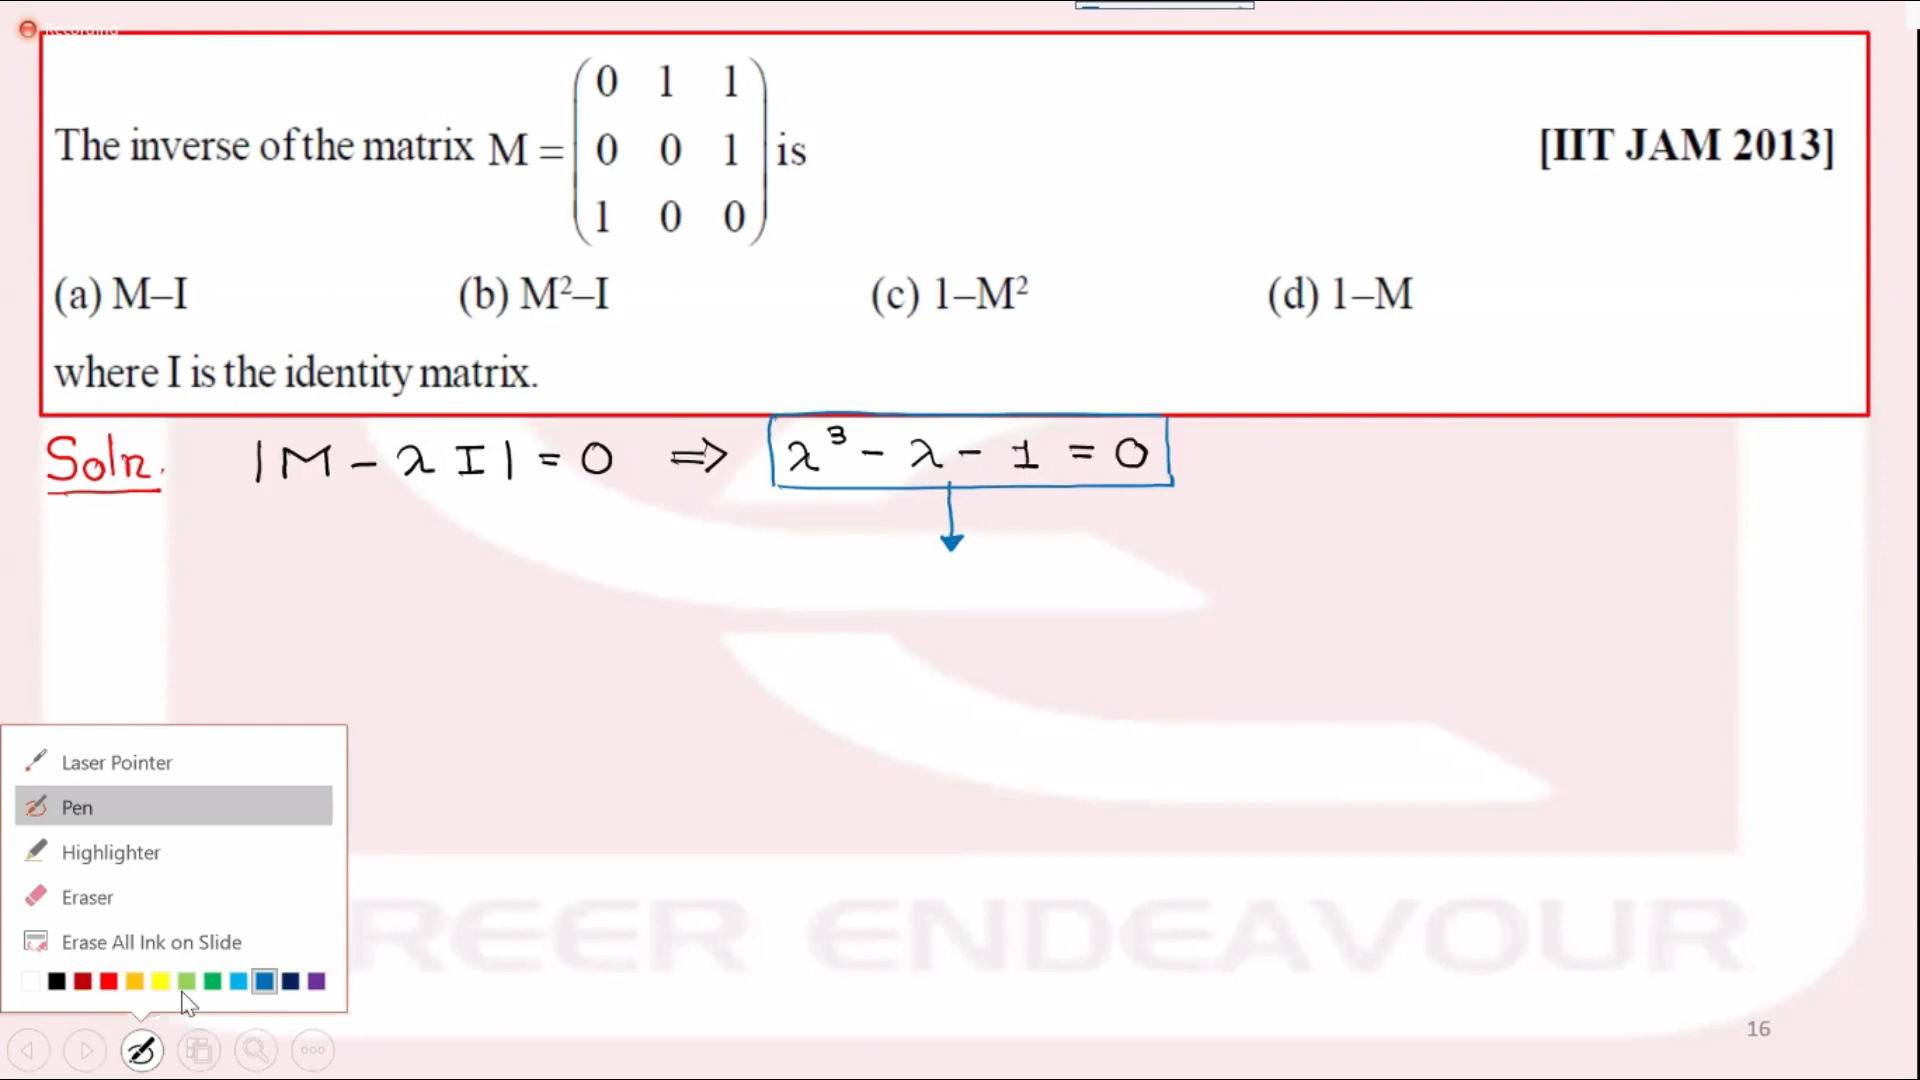 Recording
The inverse of the matrix M = ( 0 1 1
0 0 1
1 0 0 ) is [IIT JAM 2013]
(a) M–I (b) M²–I (c) 1–M² (d) 1–M
where I is the identity matrix.
Soln. |M - λI| = 0 ⇒ λ³ - λ - 1 = 0
Laser Pointer
Pen
Highlighter
Eraser
Erase All Ink on Slide
REER ENDEAVOUR
16